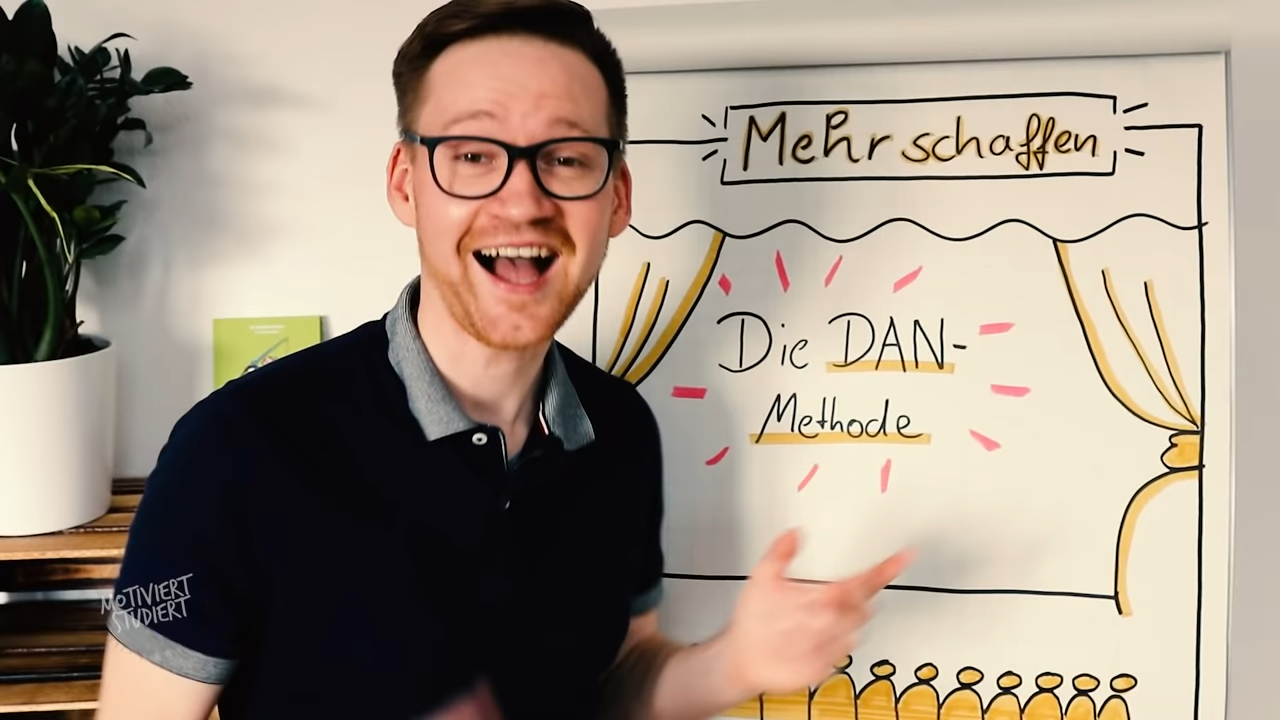 Mehr schaffen
Die DAN-
Methode
MOTIVIERT
STUDIERT